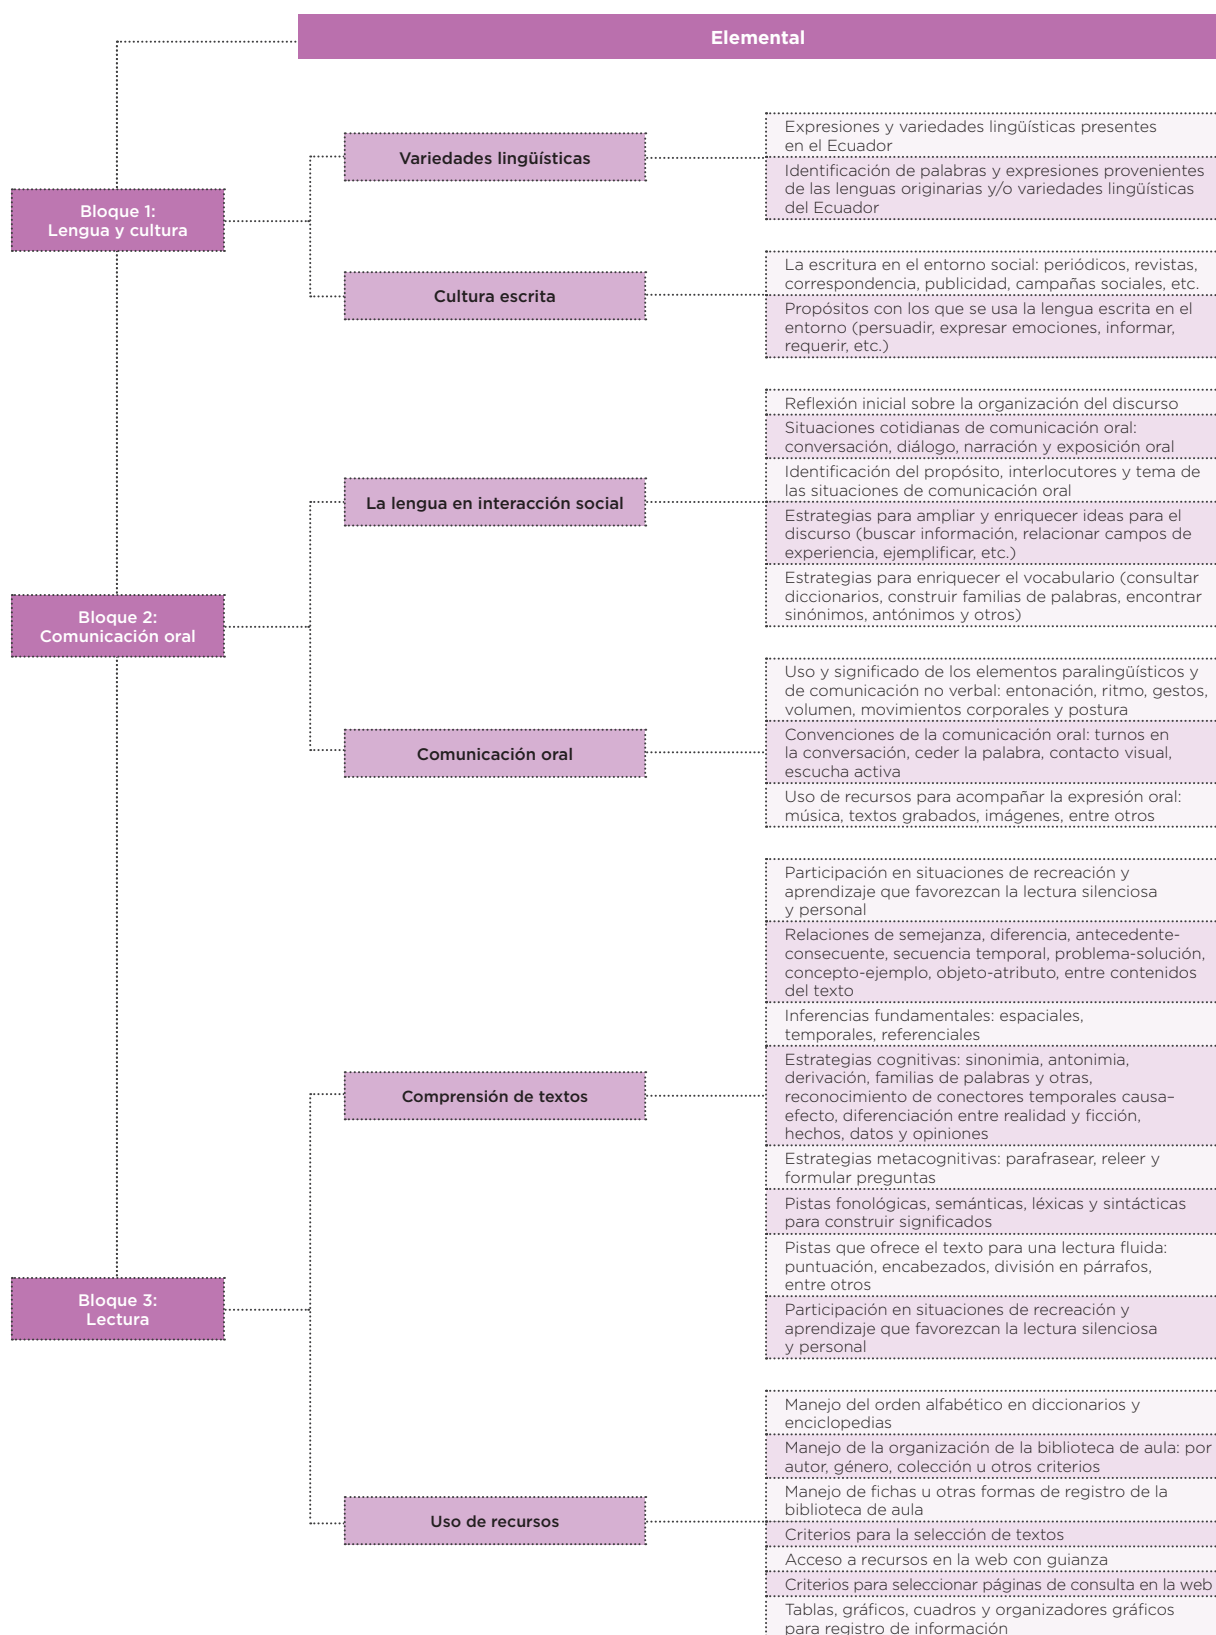 Elemental
Bloque 1:
Lengua y cultura
Variedades lingüísticas
Expresiones y variedades lingüísticas presentes
en el Ecuador
Identificación de palabras y expresiones provenientes
de las lenguas originarias y/o variedades lingüísticas
del Ecuador
Cultura escrita
La escritura en el entorno social: periódicos, revistas,
correspondencia, publicidad, campañas sociales, etc.
Propósitos con los que se usa la lengua escrita en el
entorno (persuadir, expresar emociones, informar,
requerir, etc.)
Bloque 2:
Comunicación oral
La lengua en interacción social
Reflexión inicial sobre la organización del discurso
Situaciones cotidianas de comunicación oral:
conversación, diálogo, narración y exposición oral
Identificación del propósito, interlocutores y tema de
las situaciones de comunicación oral
Estrategias para ampliar y enriquecer ideas para el
discurso (buscar información, relacionar campos de
experiencia, ejemplificar, etc.)
Estrategias para enriquecer el vocabulario (consultar
diccionarios, construir familias de palabras, encontrar
sinónimos, antónimos y otros)
Comunicación oral
Uso y significado de los elementos paralingüísticos y
de comunicación no verbal: entonación, ritmo, gestos,
volumen, movimientos corporales y postura
Convenciones de la comunicación oral: turnos en
la conversación, ceder la palabra, contacto visual,
escucha activa
Uso de recursos para acompañar la expresión oral:
música, textos grabados, imágenes, entre otros
Bloque 3:
Lectura
Comprensión de textos
Participación en situaciones de recreación y
aprendizaje que favorezcan la lectura silenciosa
y personal
Relaciones de semejanza, diferencia, antecedente-
consecuente, secuencia temporal, problema-solución,
concepto-ejemplo, objeto-atributo, entre contenidos
del texto
Inferencias fundamentales: espaciales,
temporales, referenciales
Estrategias cognitivas: sinonimia, antonimia,
derivación, familias de palabras y otras,
reconocimiento de conectores temporales causa–
efecto, diferenciación entre realidad y ficción,
hechos, datos y opiniones
Estrategias metacognitivas: parafrasear, releer y
formular preguntas
Pistas fonológicas, semánticas, léxicas y sintácticas
para construir significados
Pistas que ofrece el texto para una lectura fluida:
puntuación, encabezados, división en párrafos,
entre otros
Participación en situaciones de recreación y
aprendizaje que favorezcan la lectura silenciosa
y personal
Uso de recursos
Manejo del orden alfabético en diccionarios y
enciclopedias
Manejo de la organización de la biblioteca de aula: por
autor, género, colección u otros criterios
Manejo de fichas u otras formas de registro de la
biblioteca de aula
Criterios para la selección de textos
Acceso a recursos en la web con guianza
Criterios para seleccionar páginas de consulta en la web
Tablas, gráficos, cuadros y organizadores gráficos
para registro de información